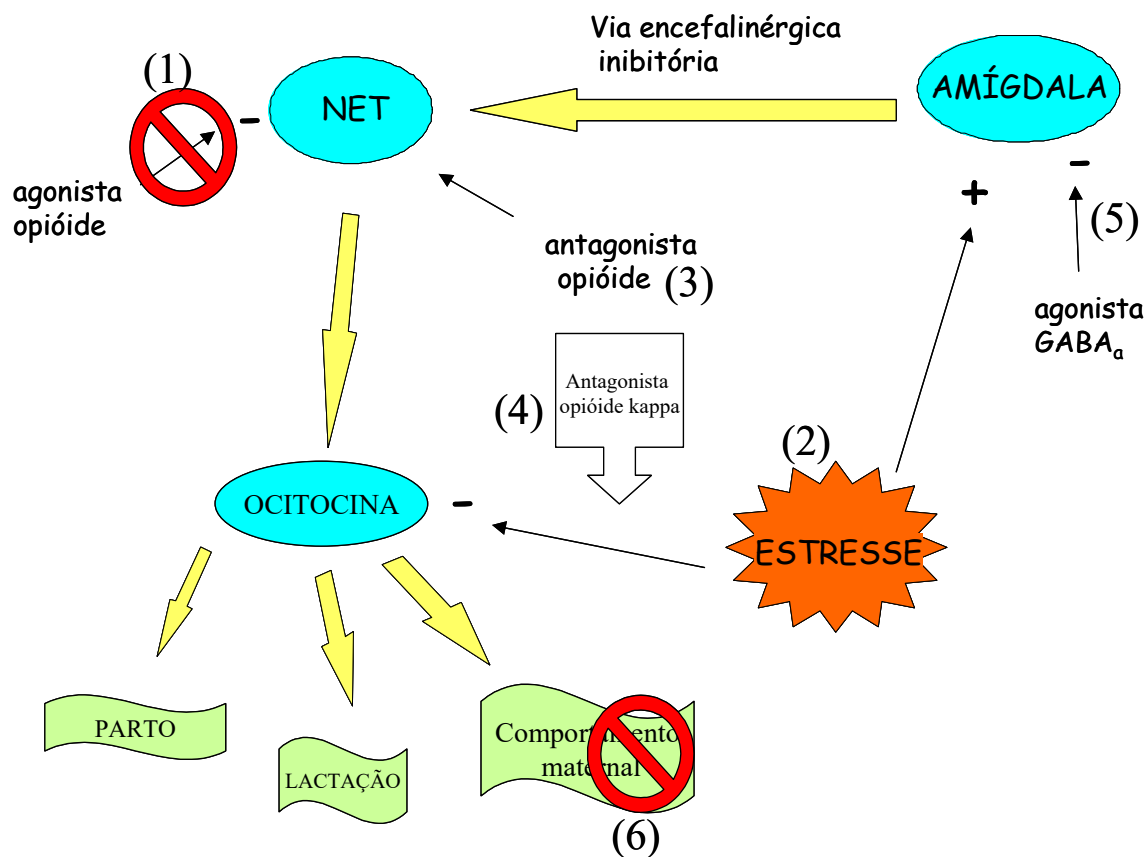 Via encefalinérgica
inibitória
(1)
NET
AMÍGDALA
-
-
+
agonista
opióide
(5)
antagonista
opióide (3)
agonista
GABAa
Antagonista
opióide kappa
(4)
(2)
OCITOCINA
-
ESTRESSE
PARTO
Comportamento
maternal
LACTAÇÃO
(6)